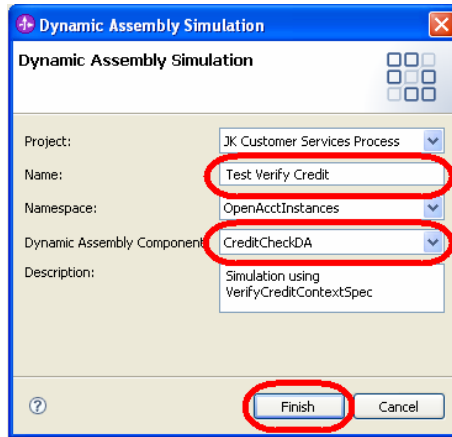 Dynamic Assembly Simulation
Dynamic Assembly Simulation
Project: JK Customer Services Process
Name: Test Verify Credit
Namespace: OpenAcctInstances
Dynamic Assembly Component CreditCheckDA
Description: Simulation using
VerifyCreditContextSpec
? Finish Cancel